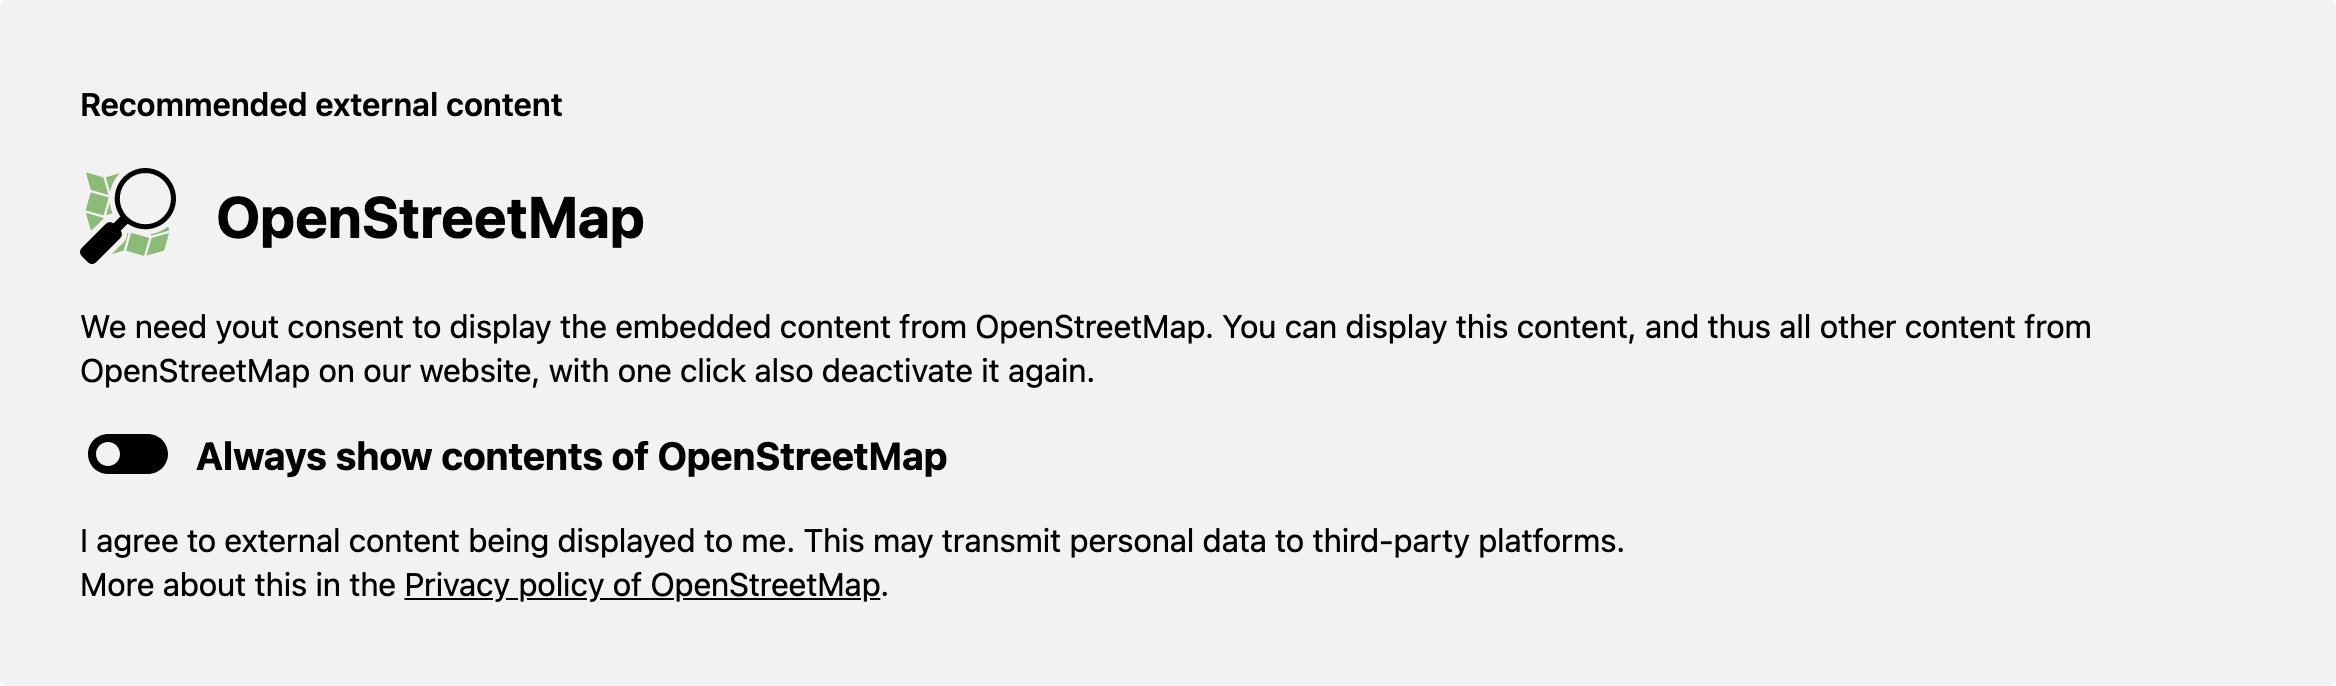 Recommended external content
OpenStreetMap
We need yout consent to display the embedded content from OpenStreetMap. You can display this content, and thus all other content from
OpenStreetMap on our website, with one click also deactivate it again.
Always show contents of OpenStreetMap
I agree to external content being displayed to me. This may transmit personal data to third-party platforms.
More about this in the Privacy policy of OpenStreetMap.